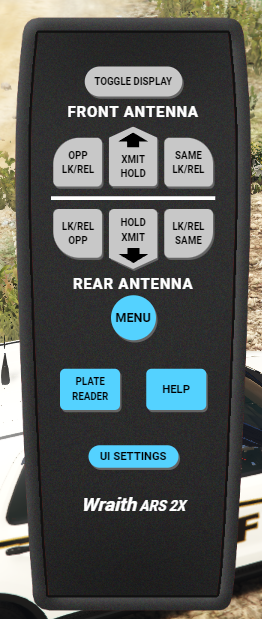 TOGGLE DISPLAY
FRONT ANTENNA
OPP
LK/REL
XMIT
HOLD
SAME
LK/REL
LK/REL
OPP
HOLD
XMIT
LK/REL
SAME
REAR ANTENNA
MENU
PLATE
READER
HELP
UI SETTINGS
Wraith ARS 2X
F